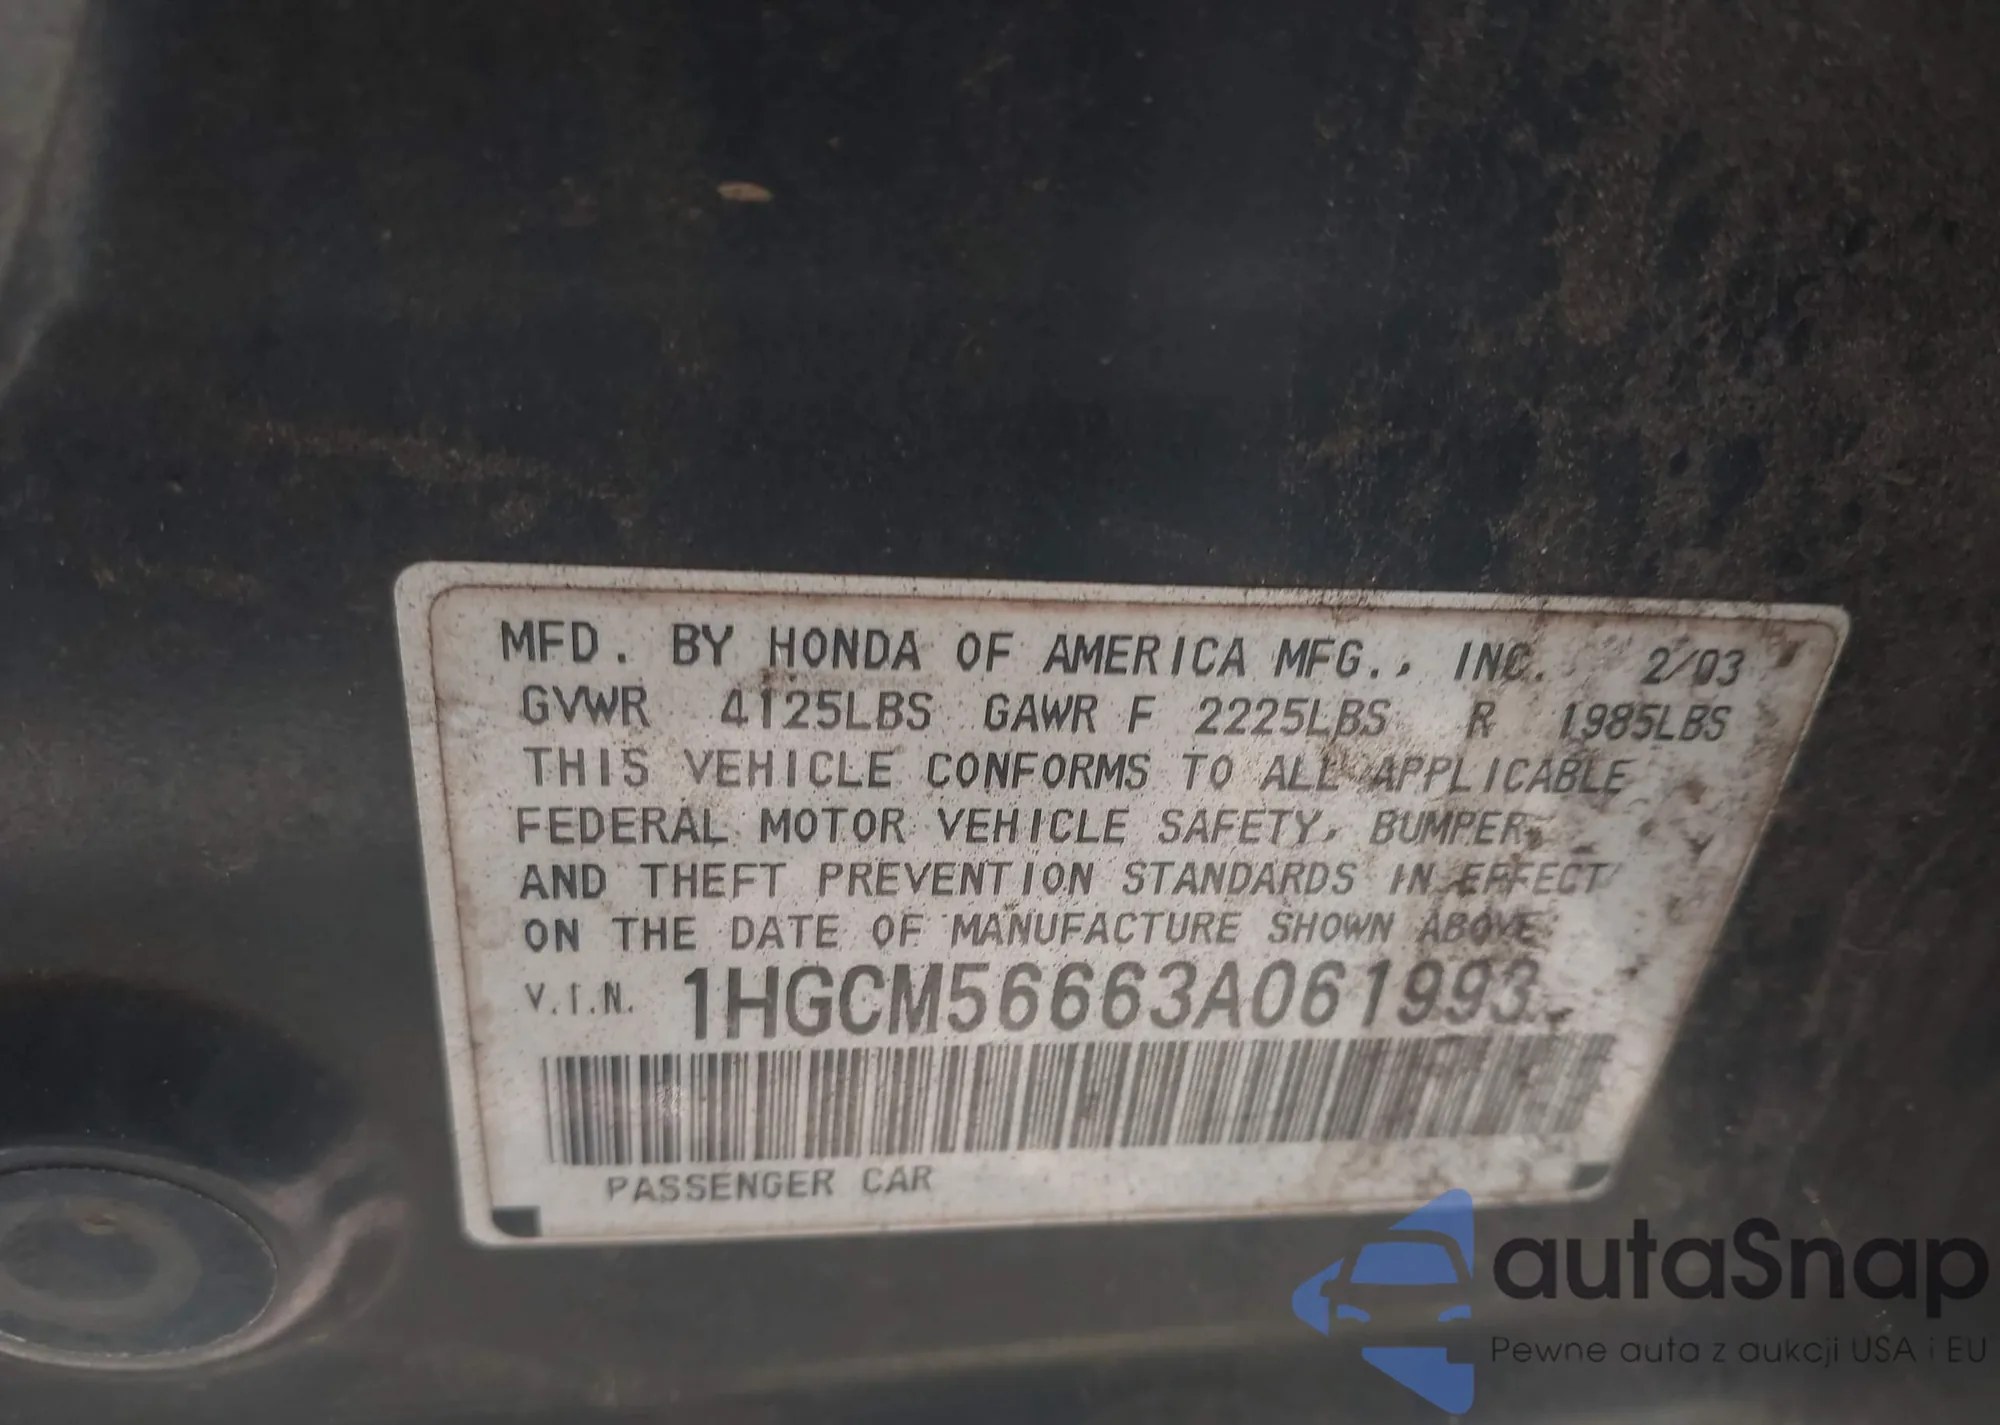 MFD. BY HONDA OF AMERICA MFG., INC. 2/03
GVWR 4125LBS GAWR F 2225LBS R 1985LBS
THIS VEHICLE CONFORMS TO ALL APPLICABLE
FEDERAL MOTOR VEHICLE SAFETY, BUMPER,
AND THEFT PREVENTION STANDARDS IN EFFECT
ON THE DATE OF MANUFACTURE SHOWN ABOVE.
V.I.N. 1HGCM56663A061993
PASSENGER CAR
autaSnap
Pewne auta z aukcji USA i EU